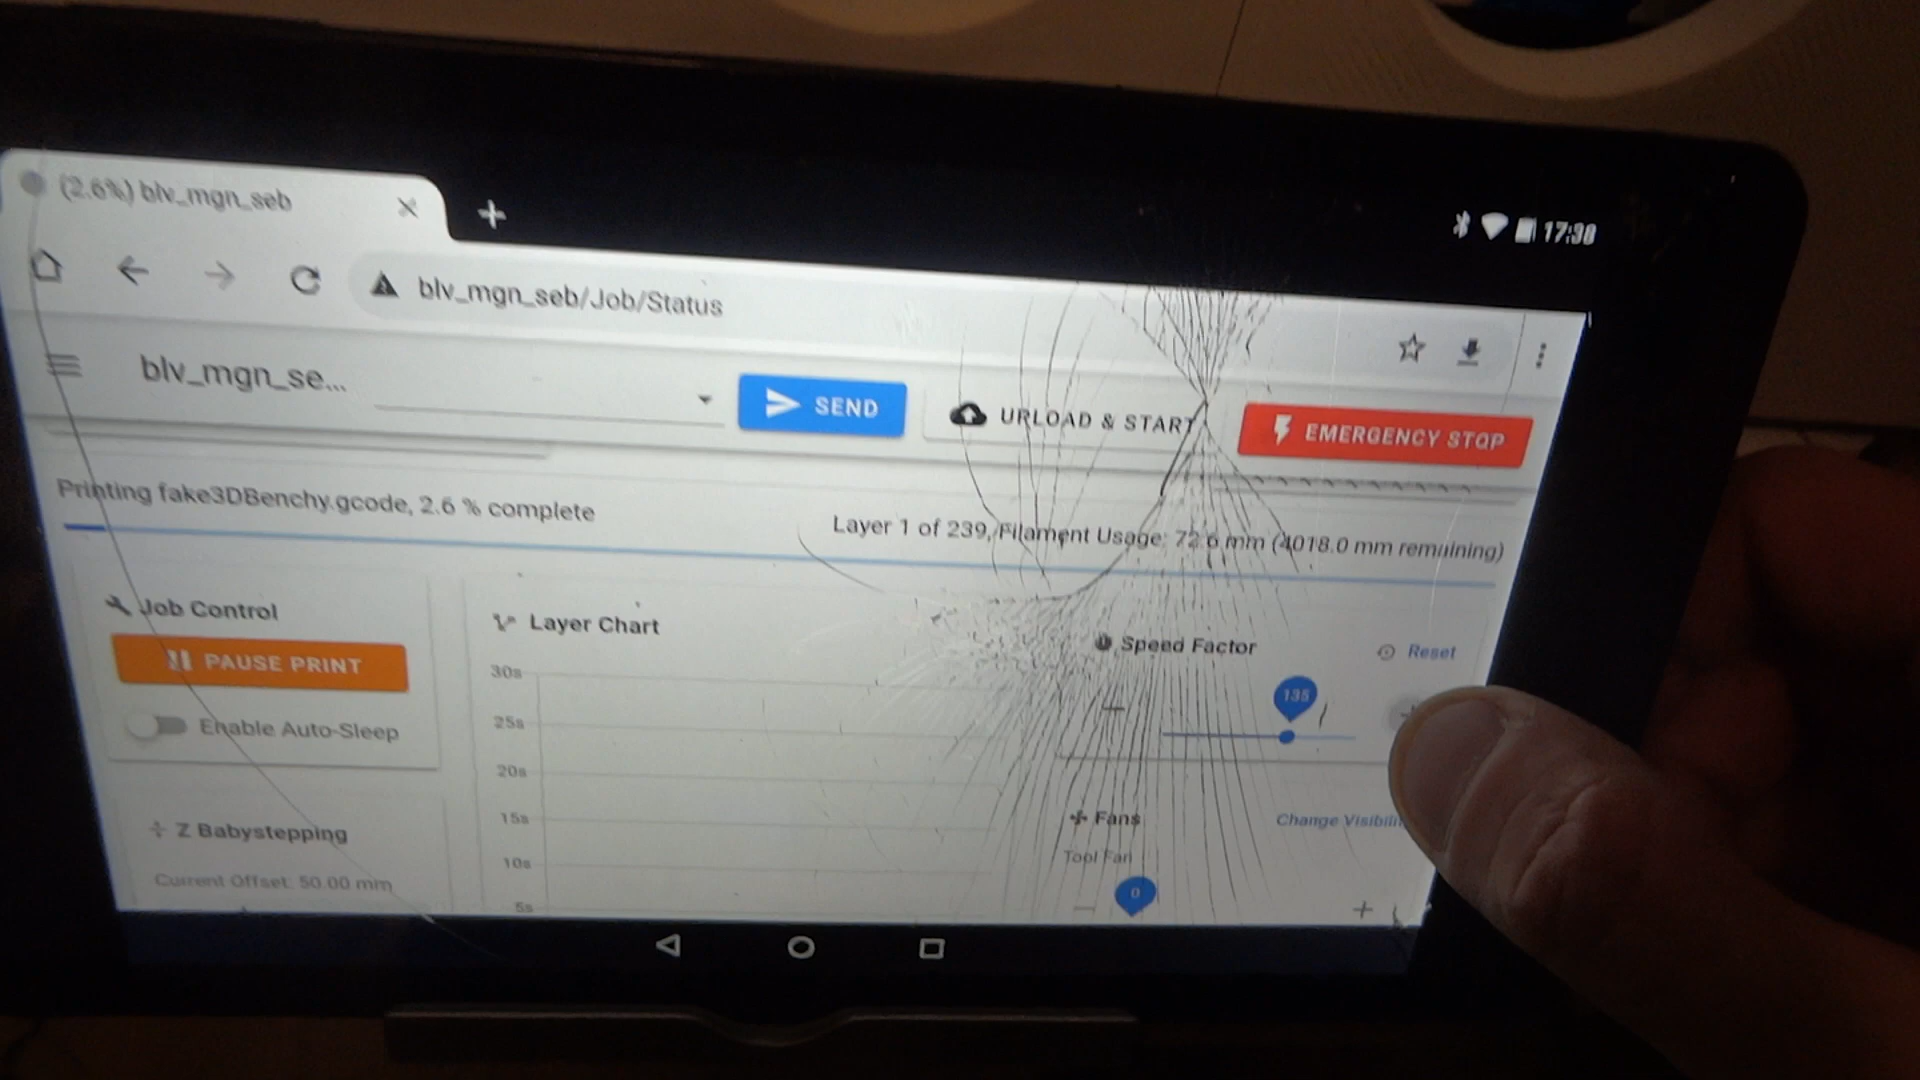 (2.6%) blv_mgn_seb
17:38
blv_mgn_seb/Job/Status
blv_mgn_se...
SEND
UPLOAD & START
EMERGENCY STOP
Printing fake3DBenchy.gcode, 2.6 % complete
Layer 1 of 239, Filament Usage: 72.6 mm (4018.0 mm remaining)
Job Control
PAUSE PRINT
Enable Auto-Sleep
Z Babystepping
Current Offset: 50.00 mm
Layer Chart
30s
25s
20s
15s
10s
5s
Speed Factor
Reset
135
Fans
Change Visibili
Tool Fan
0